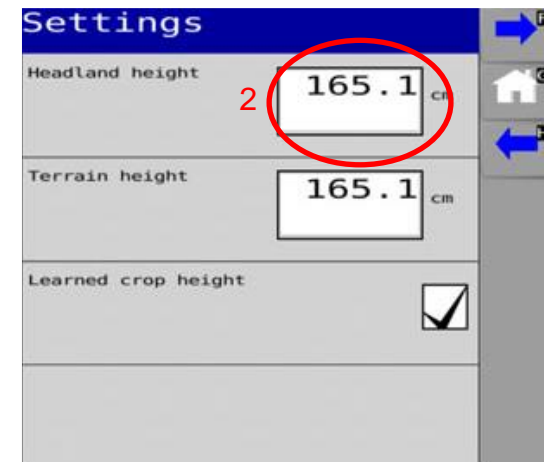 Settings
Headland height
2
165.1 cm
Terrain height
165.1 cm
Learned crop height